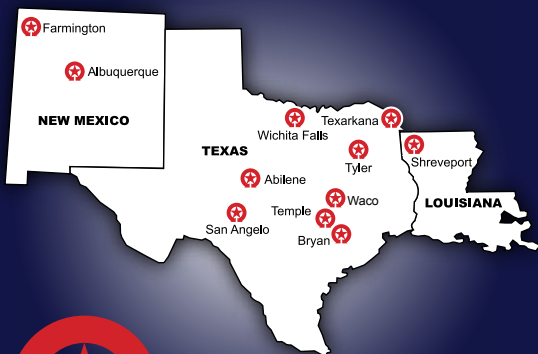 Farmington
Albuquerque
NEW MEXICO
Texarkana
Wichita Falls
TEXAS
Tyler
Shreveport
Abilene
Waco
LOUISIANA
Temple
San Angelo
Bryan